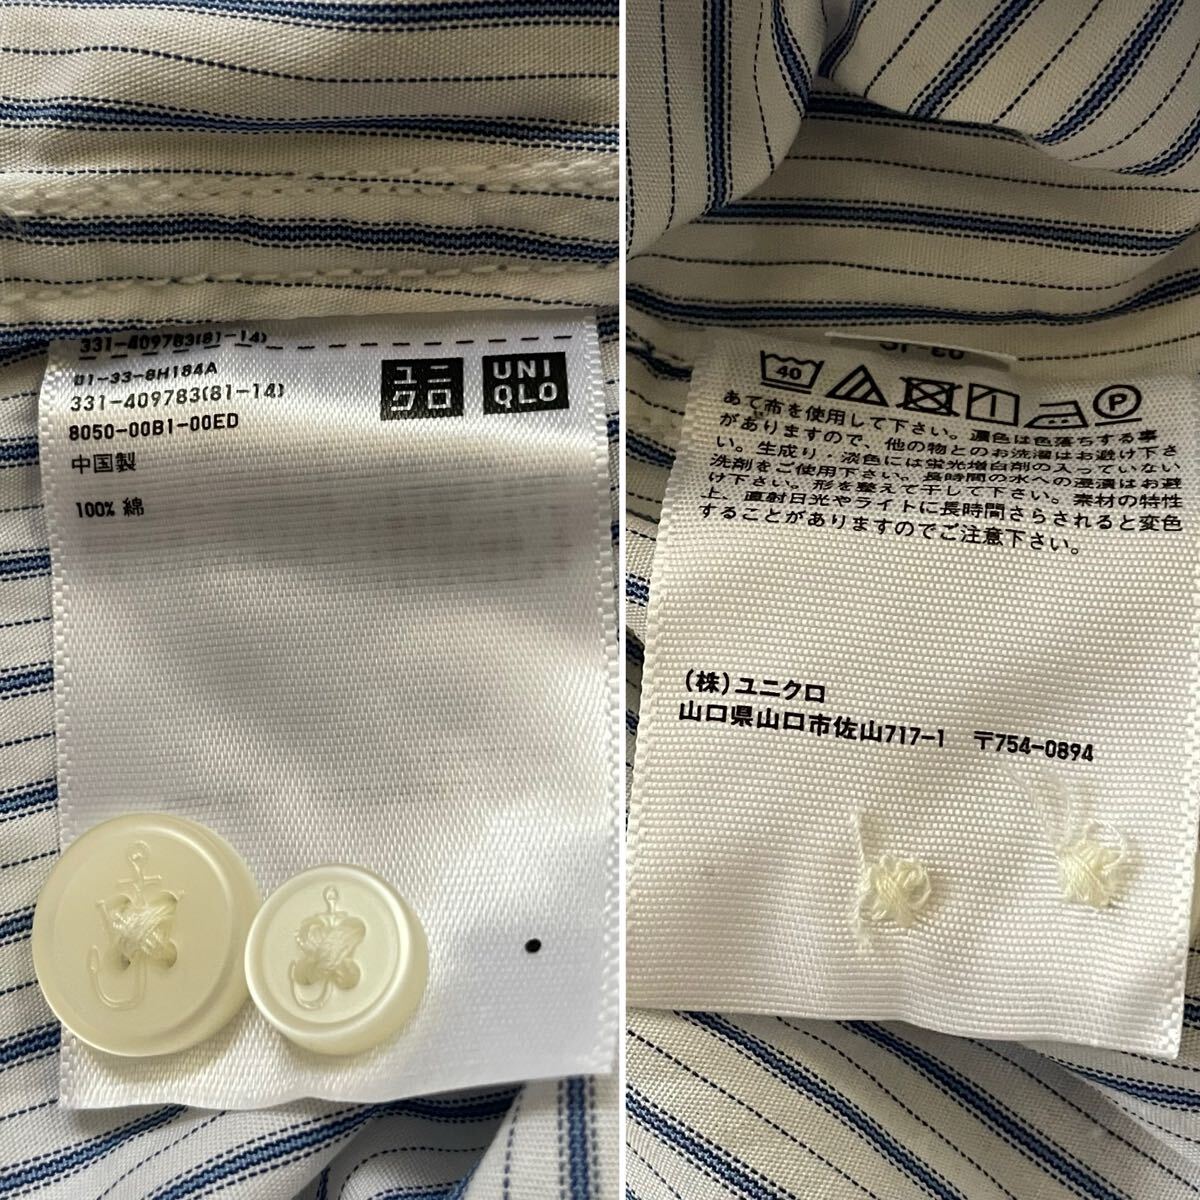 331-409783(81-14)
01-33-8H184A
331-409783(81-14)
8050-00B1-00ED
中国製
100% 綿
ユニクロ
UNIQLO
40
P
あて布を使用して下さい。濃色は色落ちする事
がありますので、他の物とのお洗濯はお避け下さ
い。生成り・淡色には蛍光増白剤の入っていない
洗剤をご使用下さい。長時間の水への浸漬はお避
け下さい。形を整えて干して下さい。素材の特性
上、直射日光やライトに長時間さらされると変色
することがありますのでご注意下さい。
(株)ユニクロ
山口県山口市佐山717-1 〒754-0894